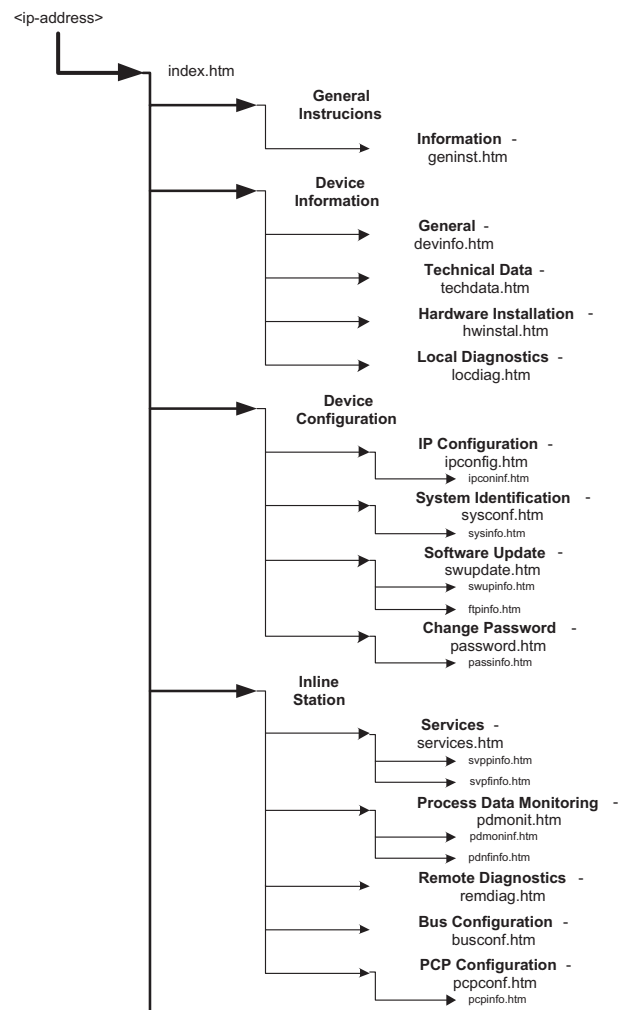 <ip-address>
index.htm
General
Instrucions
Information -
geninst.htm
Device
Information
General -
devinfo.htm
Technical Data -
techdata.htm
Hardware Installation -
hwinstal.htm
Local Diagnostics -
locdiag.htm
Device
Configuration
IP Configuration -
ipconfig.htm
ipconinf.htm
System Identification -
sysconf.htm
sysinfo.htm
Software Update -
swupdate.htm
swupinfo.htm
ftpinfo.htm
Change Password -
password.htm
passinfo.htm
Inline
Station
Services -
services.htm
svppinfo.htm
svpfinfo.htm
Process Data Monitoring -
pdmonit.htm
pdmoninf.htm
pdnfinfo.htm
Remote Diagnostics -
remdiag.htm
Bus Configuration -
busconf.htm
PCP Configuration -
pcpconf.htm
pcpinfo.htm